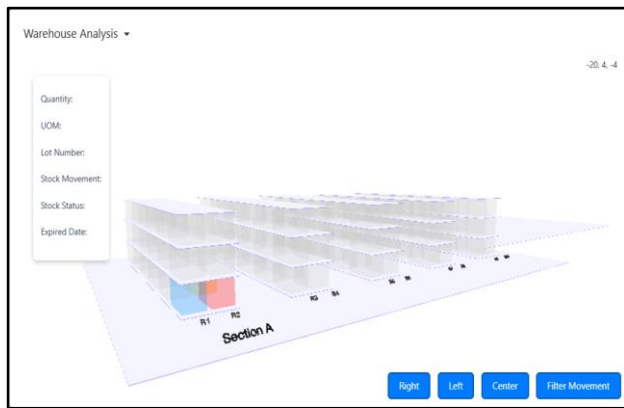 Warehouse Analysis
-20, 4, -4
Quantity:
UOM:
Lot Number:
Stock Movement:
Stock Status:
Expired Date:
R1 R2
R3 R4
Section A
Right Left Center Filter Movement